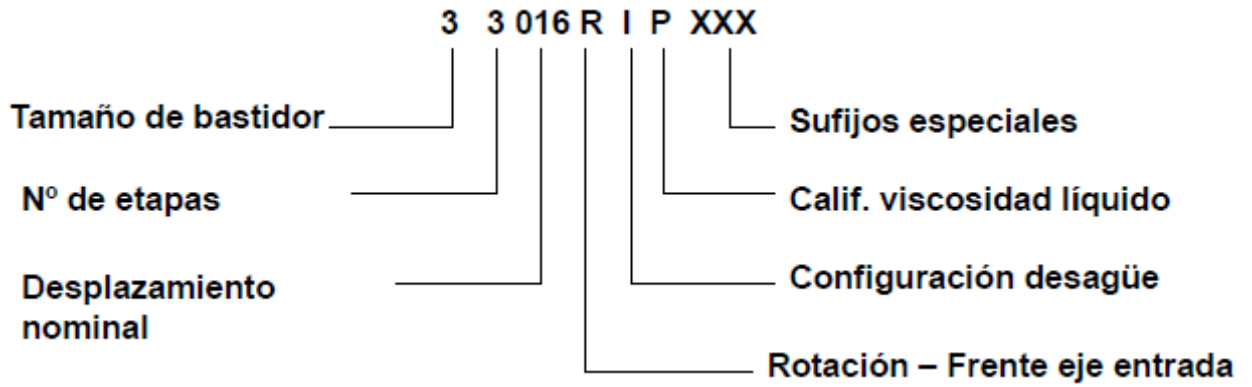 3 3 016 R I P XXX
Tamaño de bastidor
Sufijos especiales
Nº de etapas
Calif. viscosidad líquido
Desplazamiento
nominal
Configuración desagüe
Rotación – Frente eje entrada